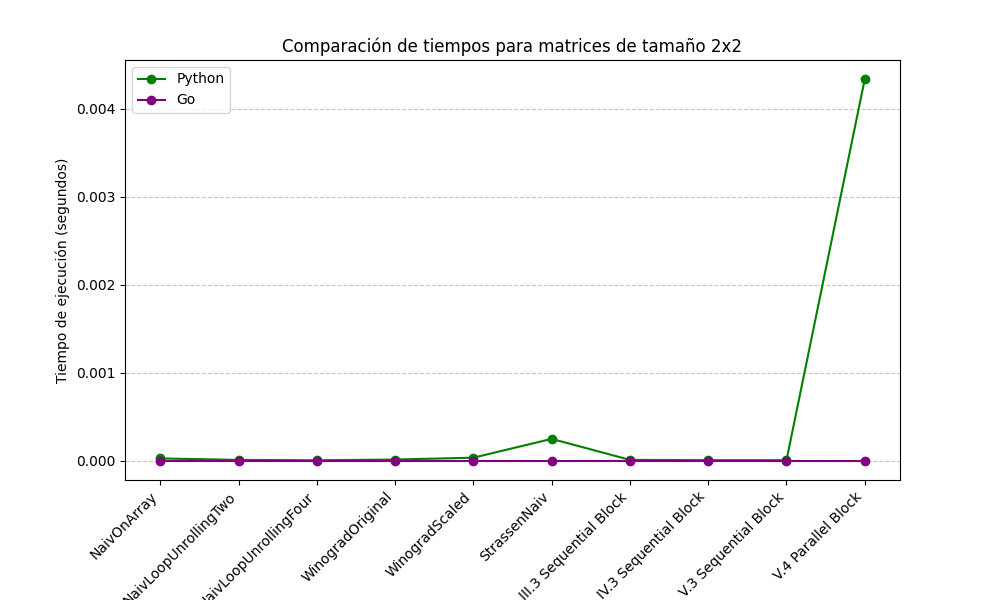 Comparación de tiempos para matrices de tamaño 2x2
Python
Go
Tiempo de ejecución (segundos)
0.004
0.003
0.002
0.001
0.000
NaivOnArray
NaivLoopUnrollingTwo
NaivLoopUnrollingFour
WinogradOriginal
WinogradScaled
StrassenNaiv
III.3 Sequential Block
IV.3 Sequential Block
V.3 Sequential Block
V.4 Parallel Block